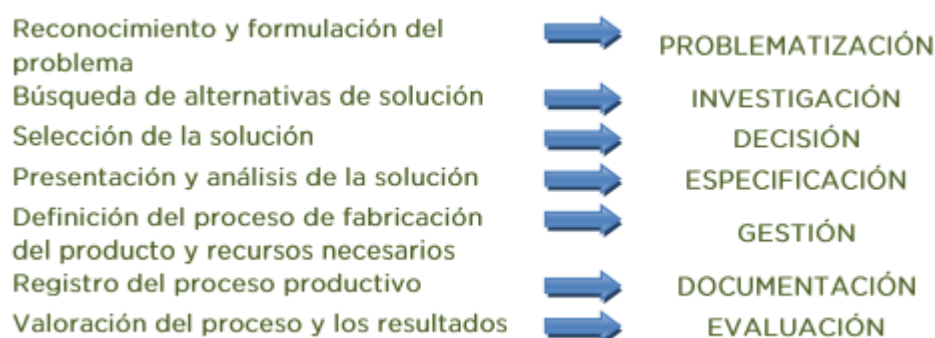 Reconocimiento y formulación del
problema
PROBLEMATIZACIÓN
Búsqueda de alternativas de solución
INVESTIGACIÓN
Selección de la solución
DECISIÓN
Presentación y análisis de la solución
ESPECIFICACIÓN
Definición del proceso de fabricación
del producto y recursos necesarios
GESTIÓN
Registro del proceso productivo
DOCUMENTACIÓN
Valoración del proceso y los resultados
EVALUACIÓN